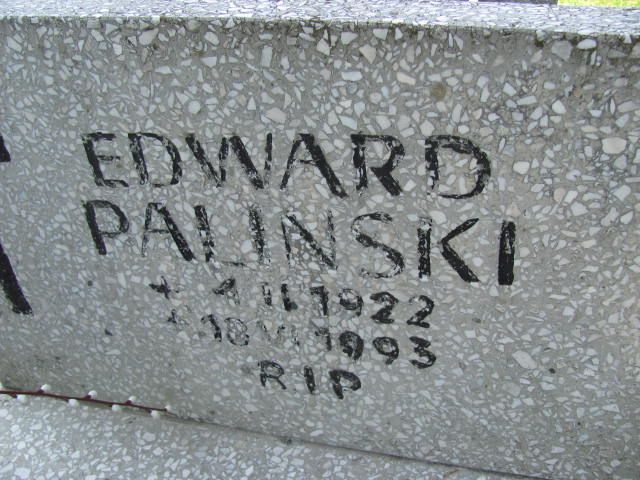 EDWARD
PALINSKI
* 4 II 1922
+ 18 VI 1993
RIP